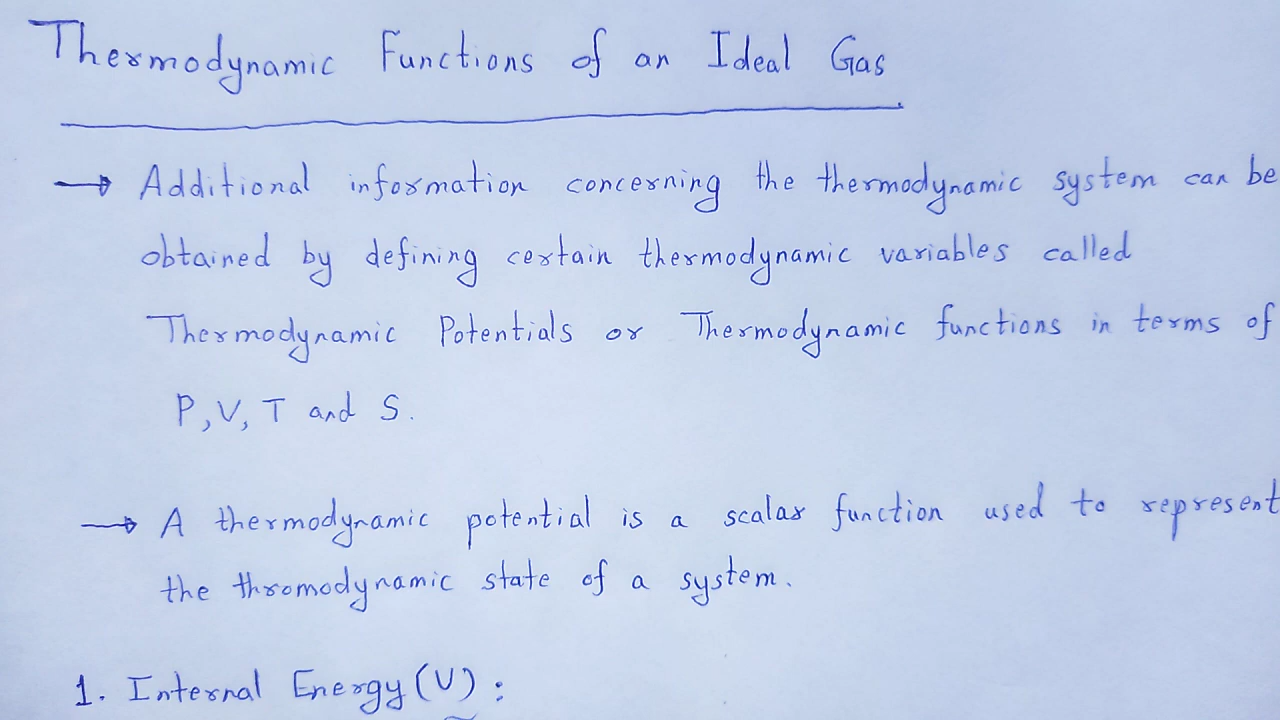 Thermodynamic Functions of an Ideal Gas
→ Additional information concerning the thermodynamic system can be
obtained by defining certain thermodynamic variables called
Thermodynamic Potentials or Thermodynamic functions in terms of
P, V, T and S.
→ A thermodynamic potential is a scalar function used to represent
the thromodynamic state of a system.
1. Internal Energy (U) :